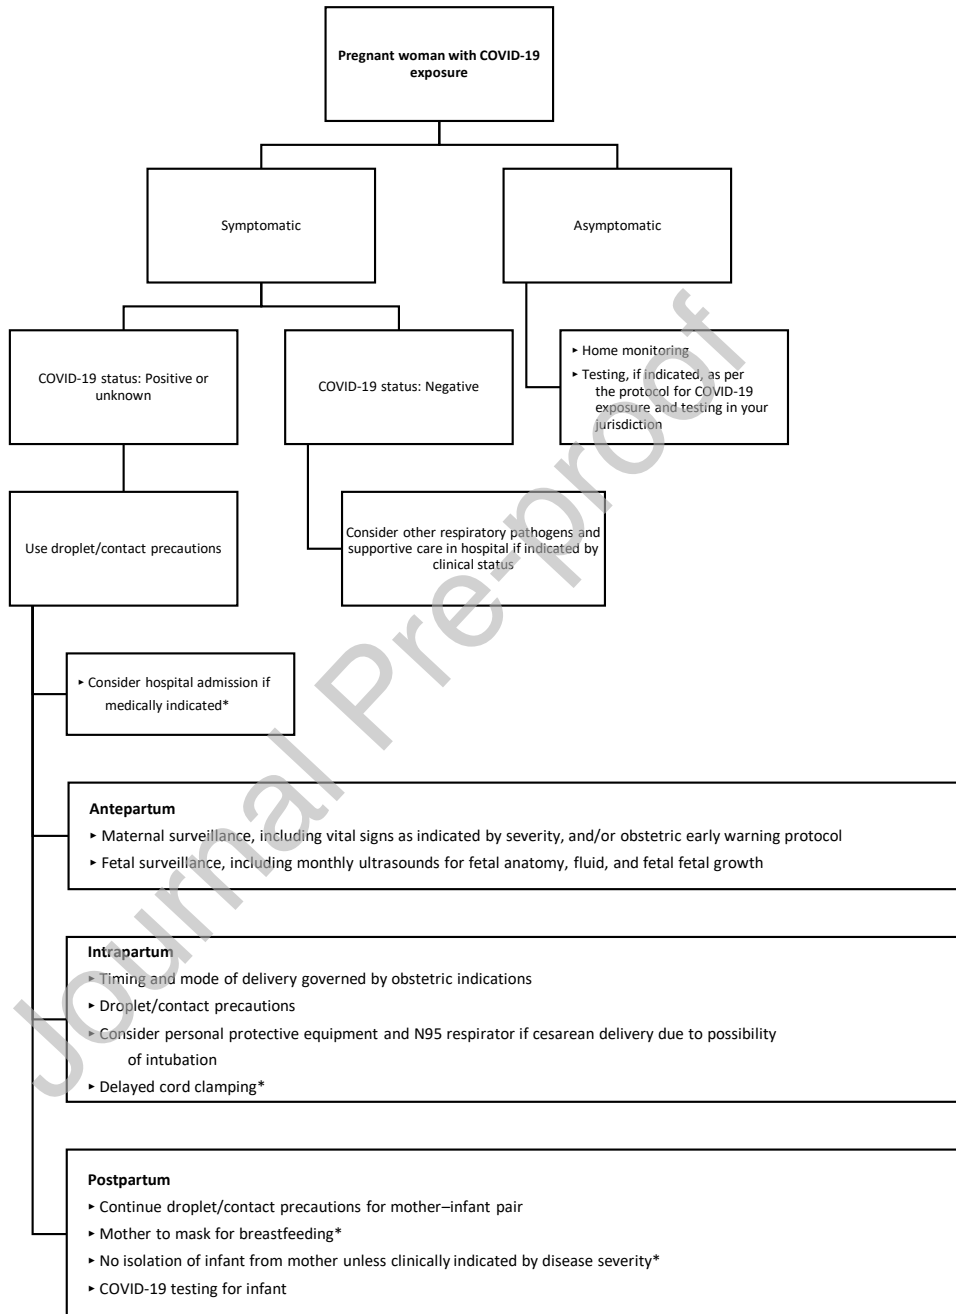 Pregnant woman with COVID-19
exposure
Symptomatic
Asymptomatic
COVID-19 status: Positive or
unknown
COVID-19 status: Negative
▸ Home monitoring
▸ Testing, if indicated, as per
the protocol for COVID-19
exposure and testing in your
jurisdiction
Use droplet/contact precautions
Consider other respiratory pathogens and
supportive care in hospital if indicated by
clinical status
▸ Consider hospital admission if
medically indicated*
Antepartum
▸ Maternal surveillance, including vital signs as indicated by severity, and/or obstetric early warning protocol
▸ Fetal surveillance, including monthly ultrasounds for fetal anatomy, fluid, and fetal fetal growth
Intrapartum
▸ Timing and mode of delivery governed by obstetric indications
▸ Droplet/contact precautions
▸ Consider personal protective equipment and N95 respirator if cesarean delivery due to possibility
of intubation
▸ Delayed cord clamping*
Postpartum
▸ Continue droplet/contact precautions for mother–infant pair
▸ Mother to mask for breastfeeding*
▸ No isolation of infant from mother unless clinically indicated by disease severity*
▸ COVID-19 testing for infant
Journal Pre-proof